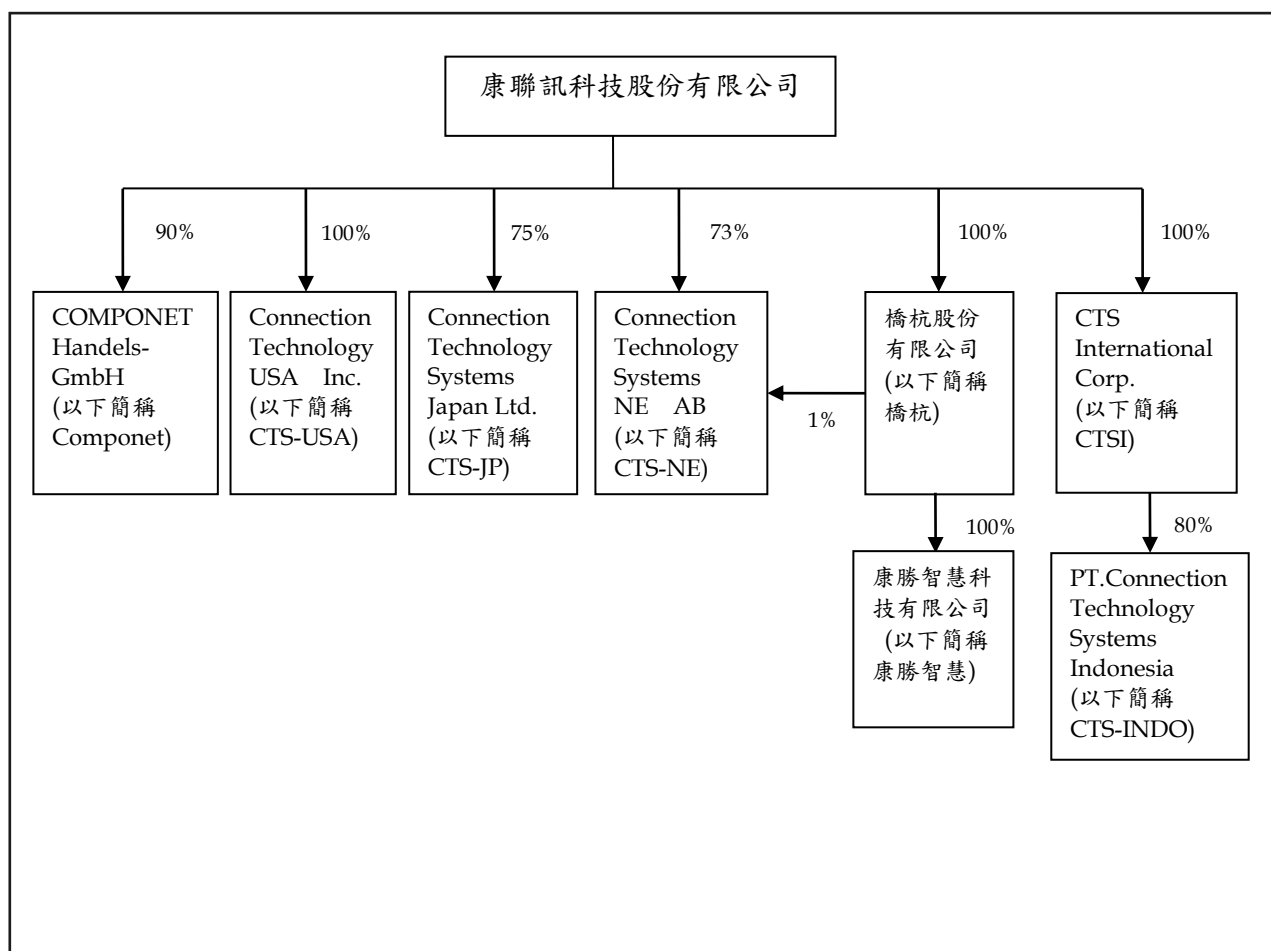 康聯訊科技股份有限公司
90%
100%
75%
73%
100%
100%
COMPONET
Handels-
GmbH
(以下簡稱
Componet)
Connection
Technology
USA Inc.
(以下簡稱
CTS-USA)
Connection
Technology
Systems
Japan Ltd.
(以下簡稱
CTS-JP)
Connection
Technology
Systems
NE AB
(以下簡稱
CTS-NE)
1%
橋杭股份
有限公司
(以下簡稱
橋杭)
CTS
International
Corp.
(以下簡稱
CTSI)
100%
80%
康勝智慧科
技有限公司
(以下簡稱
康勝智慧)
PT.Connection
Technology
Systems
Indonesia
(以下簡稱
CTS-INDO)